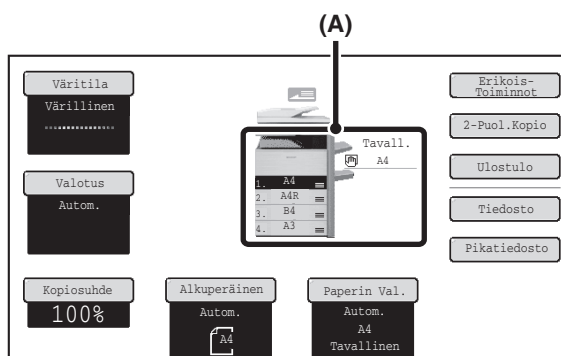 (A)
Väritila
Värillinen
Valotus
Autom.
Kopiosuhde
100%
Alkuperäinen
Autom.
A4
Paperin Val.
Autom.
A4
Tavallinen
Tavall.
A4
1. A4
2. A4R
3. B4
4. A3
Erikois-
Toiminnot
2-Puol.Kopio
Ulostulo
Tiedosto
Pikatiedosto